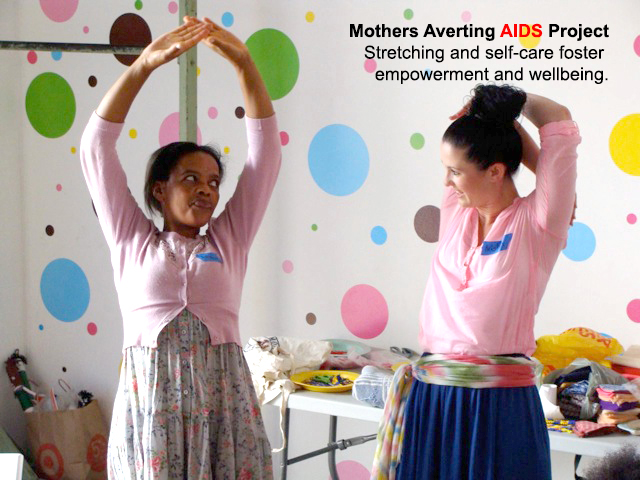 Mothers Averting AIDS Project
Stretching and self-care foster
empowerment and wellbeing.